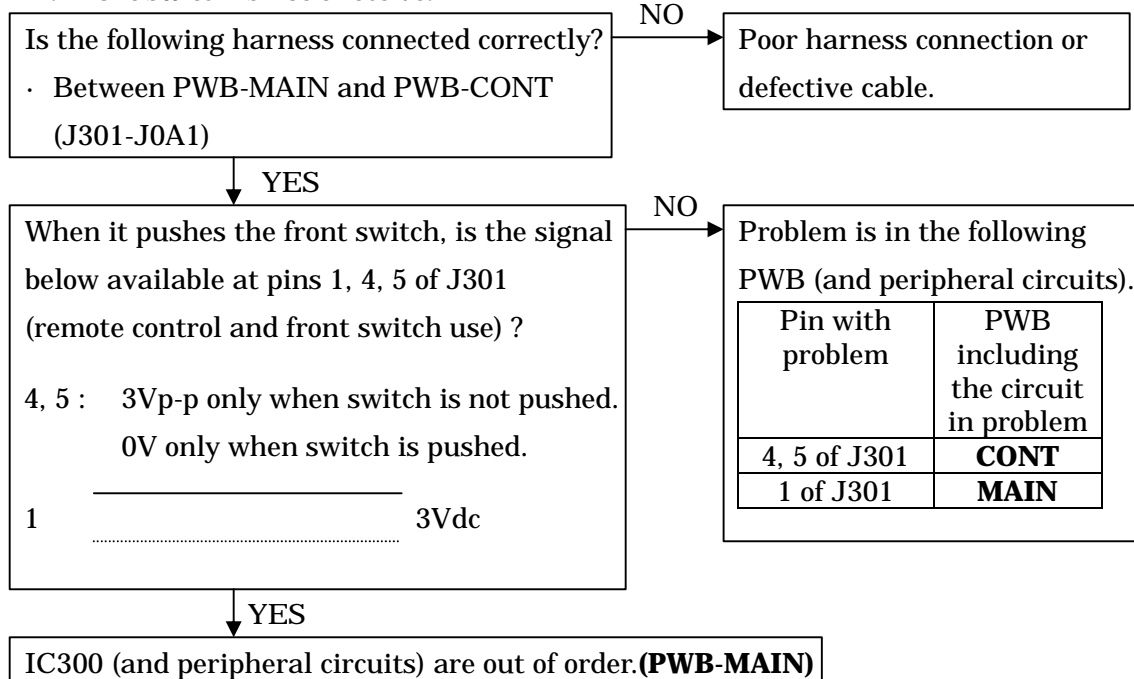 NO
Is the following harness connected correctly?
· Between PWB-MAIN and PWB-CONT
(J301-J0A1)
Poor harness connection or
defective cable.
YES
NO
When it pushes the front switch, is the signal
below available at pins 1, 4, 5 of J301
(remote control and front switch use) ?
4, 5 : 3Vp-p only when switch is not pushed.
0V only when switch is pushed.
1 3Vdc
Problem is in the following
PWB (and peripheral circuits).
Pin with
problem
PWB
including
the circuit
in problem
4, 5 of J301 CONT
1 of J301 MAIN
YES
IC300 (and peripheral circuits) are out of order.(PWB-MAIN)